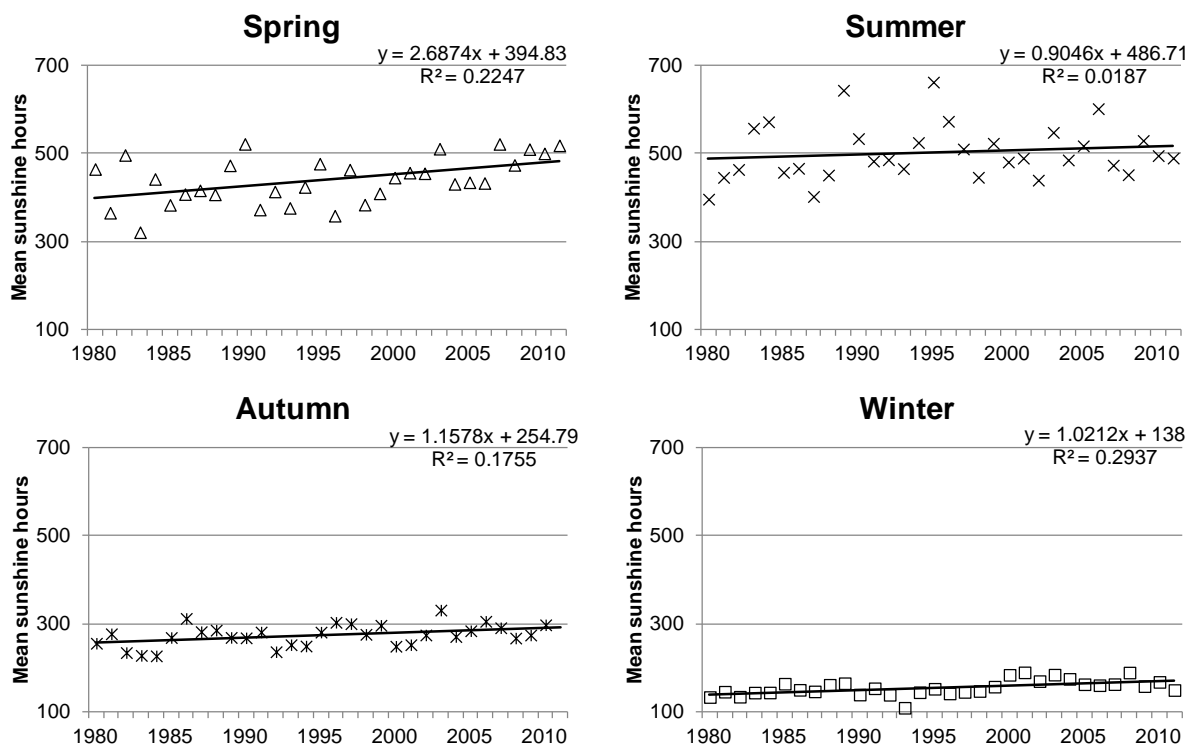 Spring
y = 2.6874x + 394.83
R² = 0.2247
Mean sunshine hours
700
500
300
100
1980 1985 1990 1995 2000 2005 2010
Summer
y = 0.9046x + 486.71
R² = 0.0187
Mean sunshine hours
700
500
300
100
1980 1985 1990 1995 2000 2005 2010
Autumn
y = 1.1578x + 254.79
R² = 0.1755
Mean sunshine hours
700
500
300
100
1980 1985 1990 1995 2000 2005 2010
Winter
y = 1.0212x + 138
R² = 0.2937
Mean sunshine hours
700
500
300
100
1980 1985 1990 1995 2000 2005 2010